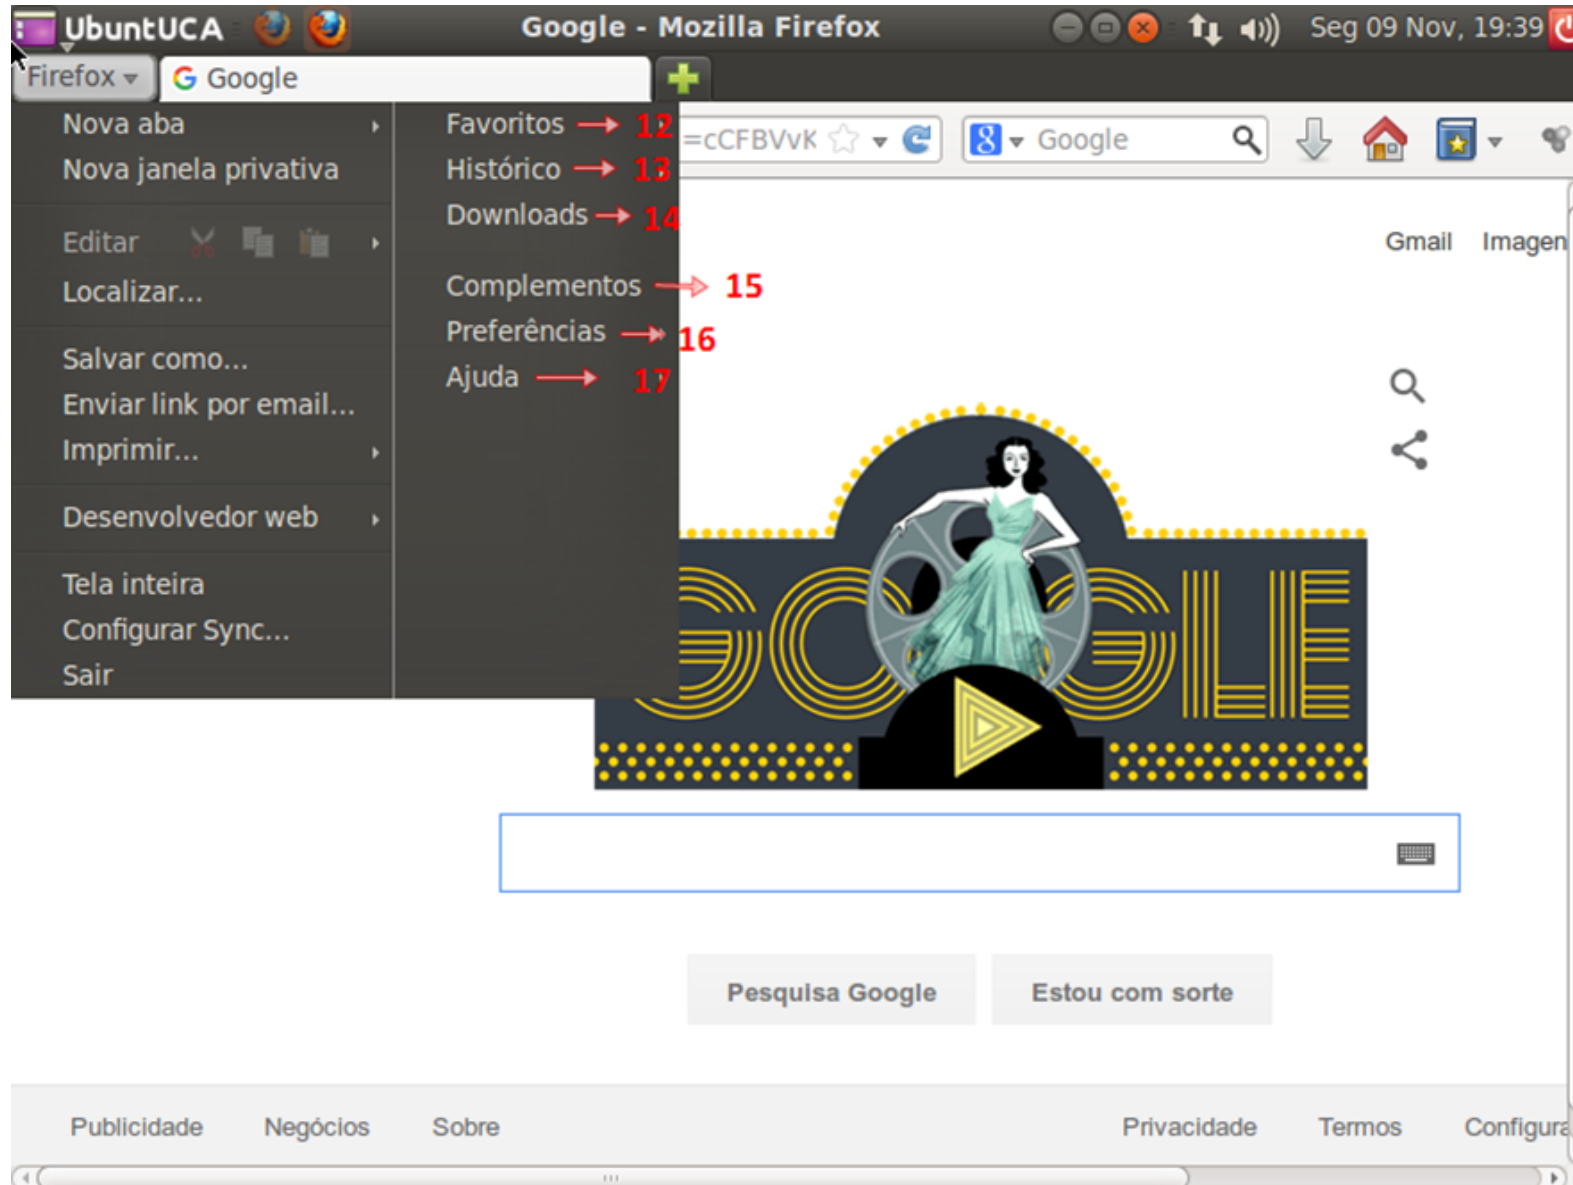 UbuntUCA Google - Mozilla Firefox Seg 09 Nov, 19:39
Firefox Google
Nova aba
Nova janela privativa
Editar
Localizar...
Salvar como...
Enviar link por email...
Imprimir...
Desenvolvedor web
Tela inteira
Configurar Sync...
Sair
Favoritos 12
Histórico 13
Downloads 14
Complementos 15
Preferências 16
Ajuda 17
=cCFBVvK 8 Google
Gmail Imagen
GOOGLE
Pesquisa Google Estou com sorte
Publicidade Negócios Sobre Privacidade Termos Configura